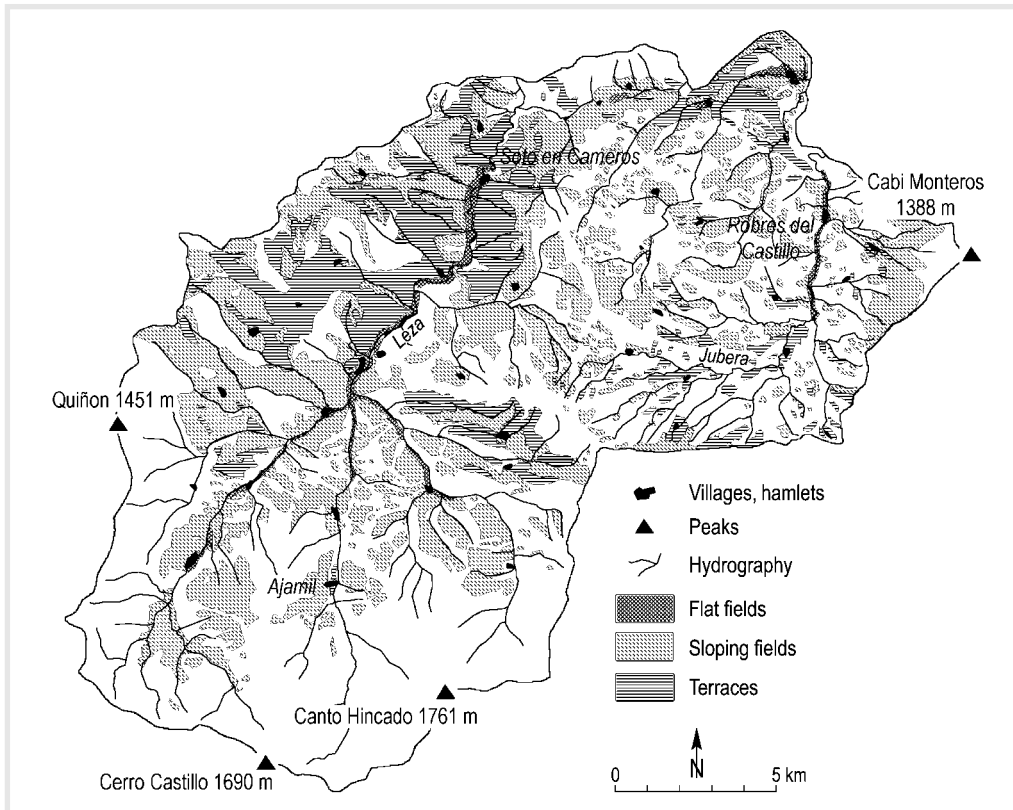 Soto en Cameros
Cabi Monteros
1388 m
Robres del
Castillo
Leza
Jubera
Quiñon 1451 m
Villages, hamlets
Peaks
Hydrography
Ajamil
Flat fields
Sloping fields
Terraces
Canto Hincado 1761 m
Cerro Castillo 1690 m
N
0 5 km